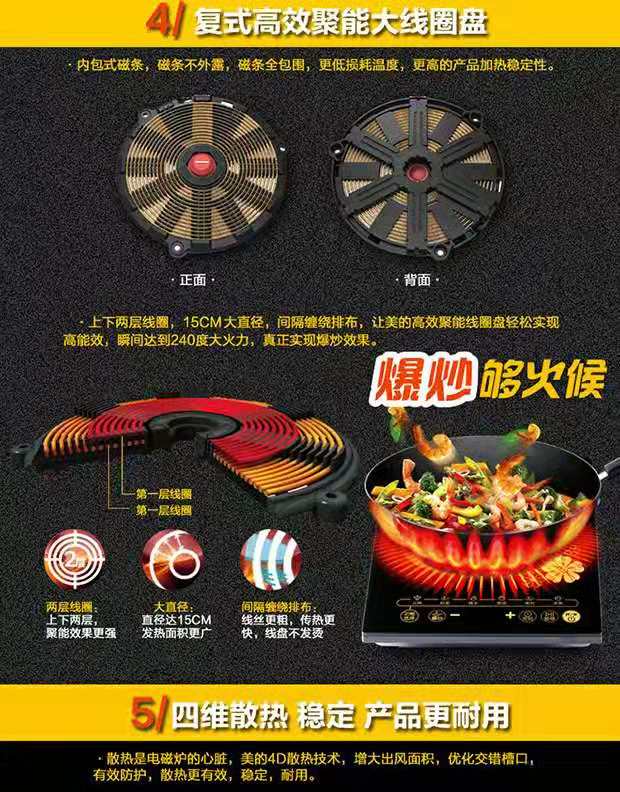 4/ 复式高效聚能大线圈盘
· 内包式磁条，磁条不外露，磁条全包围，更低损耗温度，更高的产品加热稳定性。
· 正面 ·
· 背面 ·
· 上下两层线圈，15CM大直径，间隔缠绕排布，让美的高效聚能线圈盘轻松实现
高能效，瞬间达到240度大火力，真正实现爆炒效果。
爆炒够火候
第一层线圈
第一层线圈
2层
两层线圈：
上下两层，
聚能效果更强
大直径：
直径达15CM
发热面积更广
间隔缠绕排布：
线丝更粗，传热更
快，线盘不发烫
5/ 四维散热 稳定 产品更耐用
· 散热是电磁炉的心脏，美的4D散热技术，增大出风面积，优化交错槽口，
有效防护，散热更有效，稳定，耐用。